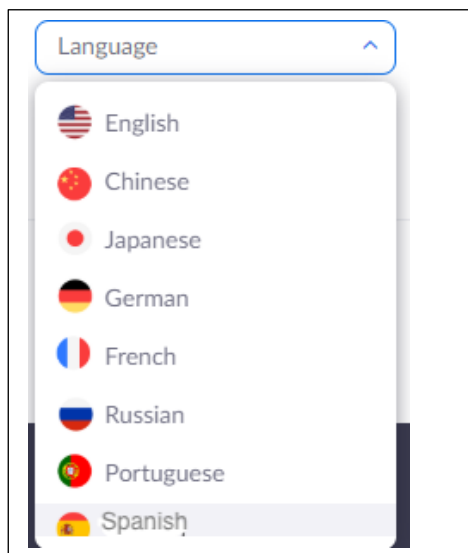 Language
English
Chinese
Japanese
German
French
Russian
Portuguese
Spanish